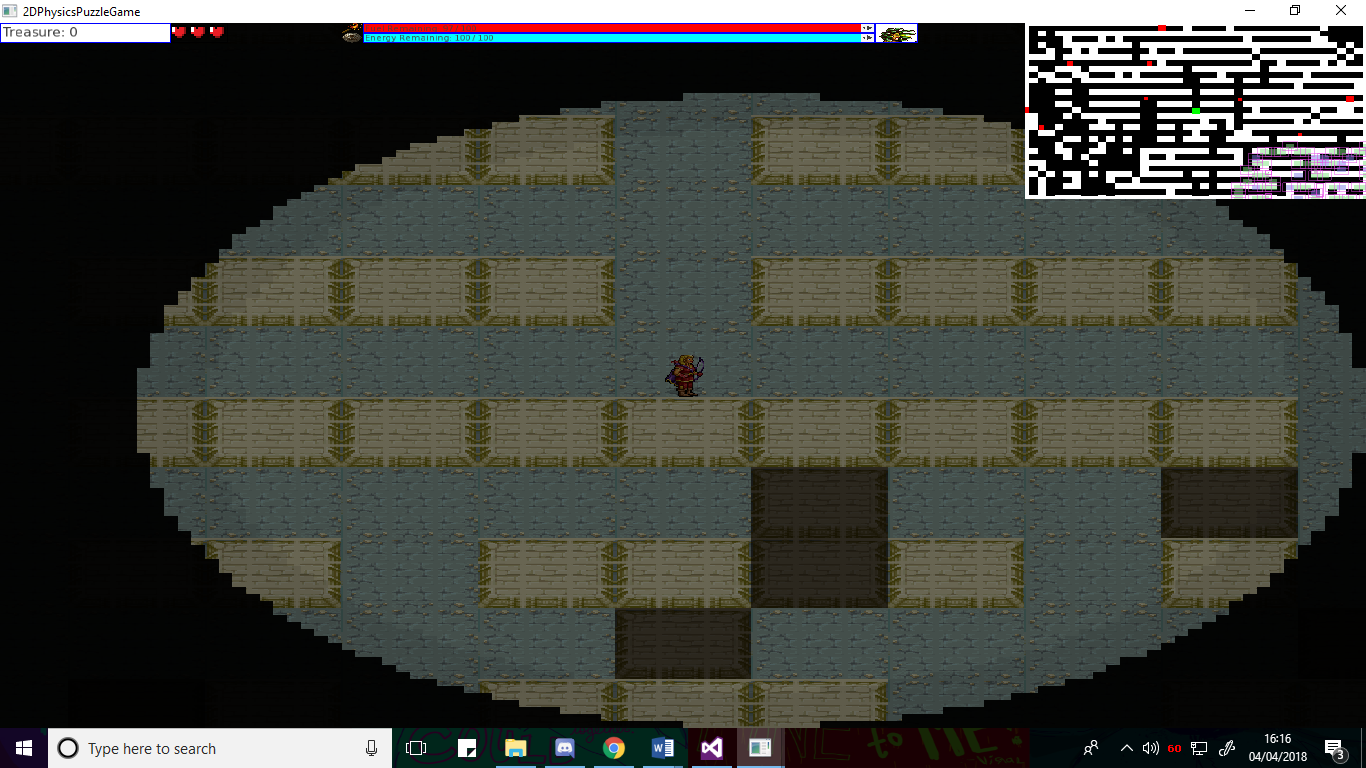 2DPhysicsPuzzleGame
Treasure: 0
Energy Remaining: 100 / 100
Type here to search
60
16:16
04/04/2018
3